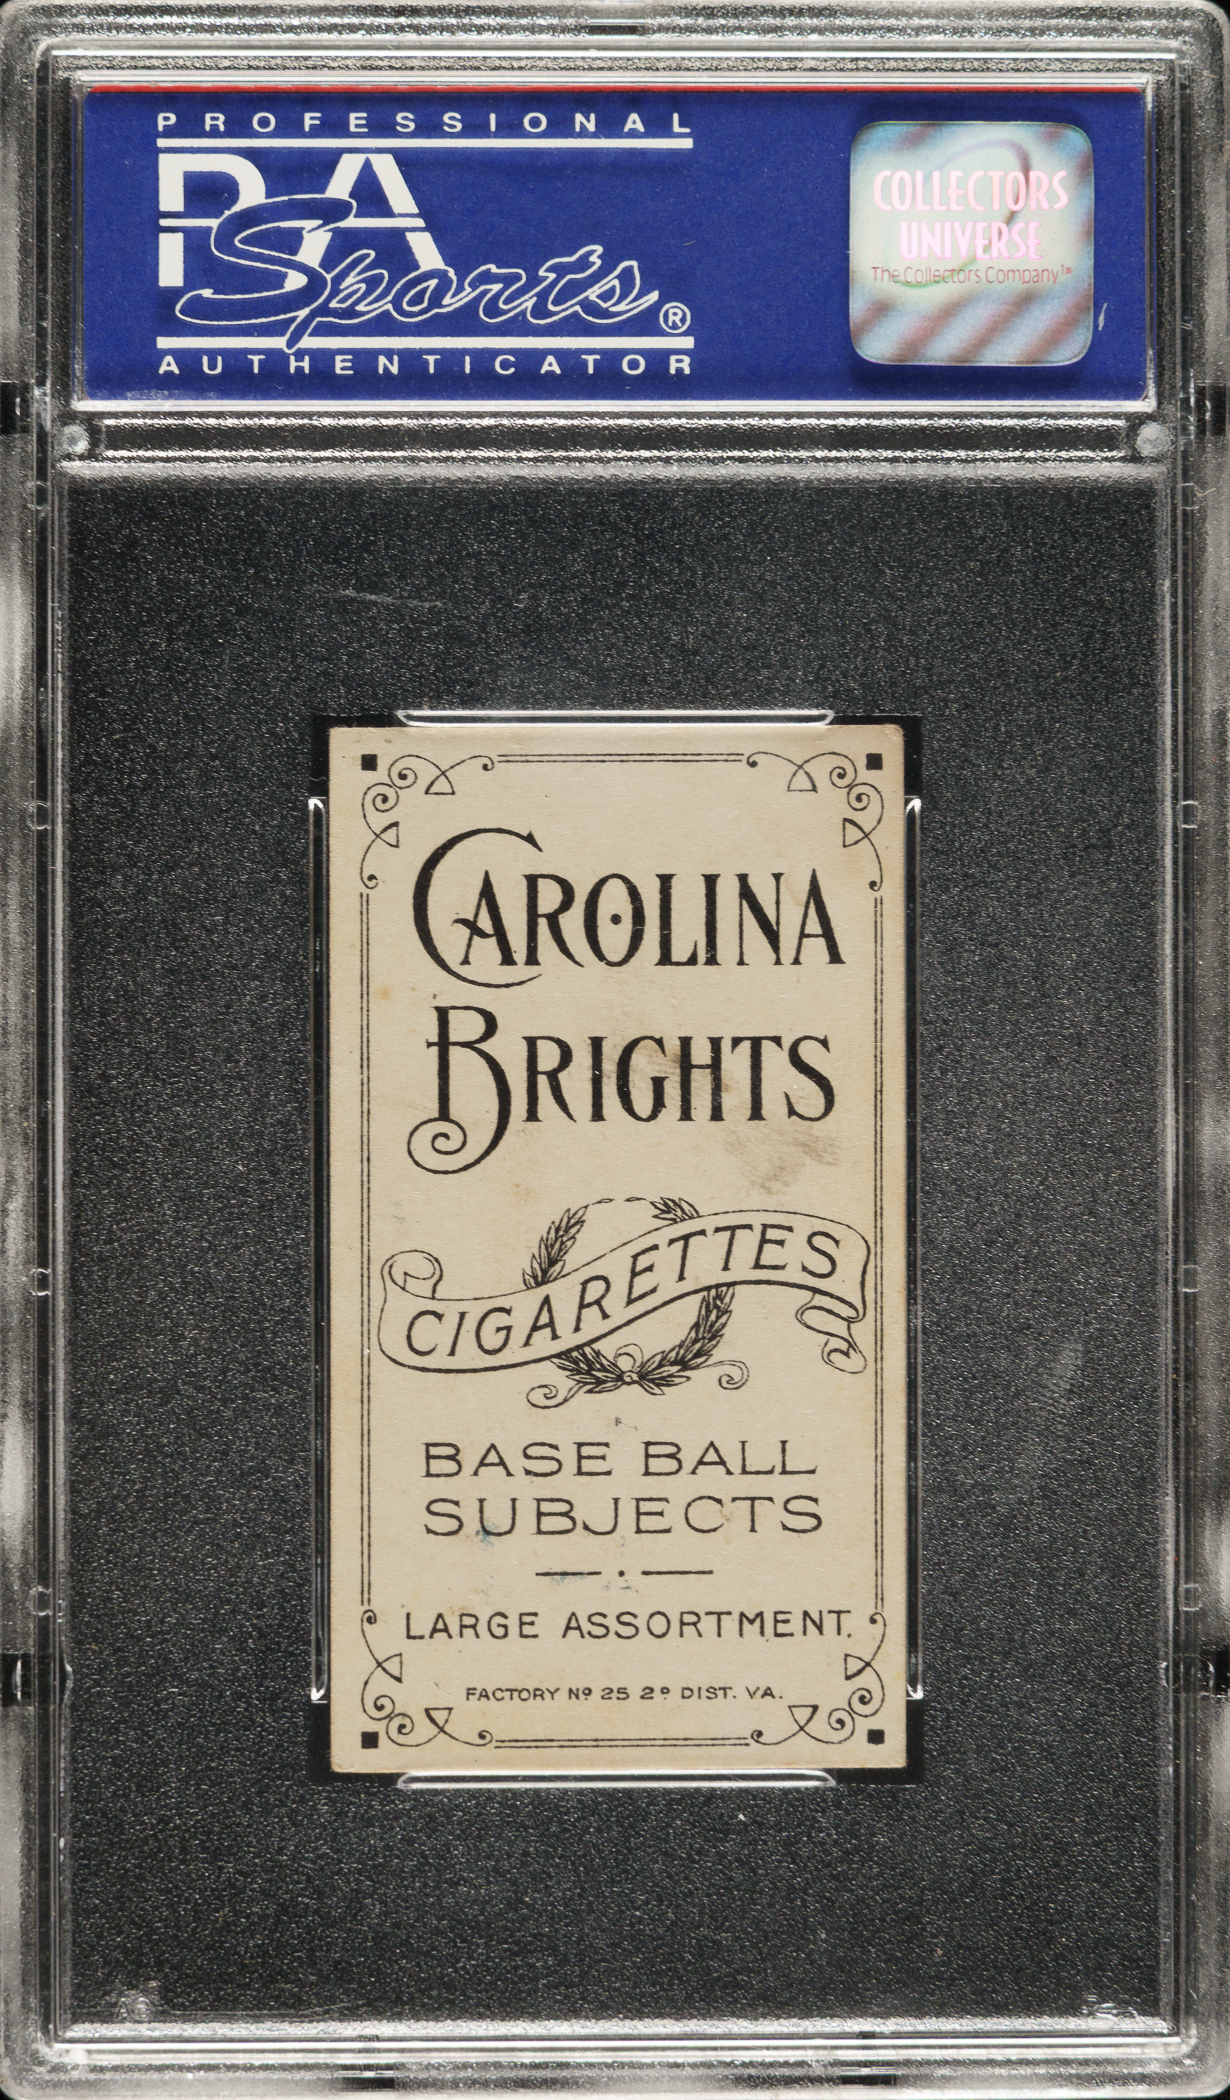 PROFESSIONAL
PSA
Sports®
AUTHENTICATOR
COLLECTORS
UNIVERSE
The Collectors Company™
CAROLINA
BRIGHTS
CIGARETTES
BASE BALL
SUBJECTS
LARGE ASSORTMENT.
FACTORY Nº 25 2º DIST. VA.